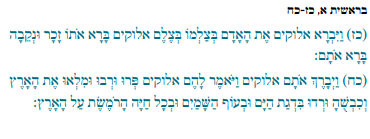 בראשית א, כז-כח
(כז) וַיִּבְרָא אלוקים אֶת הָאָדָם בְּצַלְמוֹ בְּצֶלֶם אלוקים בָּרָא אֹתוֹ זָכָר וּנְקֵבָה
בָּרָא אֹתָם:
(כח) וַיְבָרֶךְ אֹתָם אלוקים וַיֹּאמֶר לָהֶם אלוקים פְּרוּ וּרְבוּ וּמִלְאוּ אֶת הָאָרֶץ
וְכִבְשֻׁהָ וּרְדוּ בִּדְגַת הַיָּם וּבְעוֹף הַשָּׁמַיִם וּבְכָל חַיָּה הָרֹמֶשֶׂת עַל הָאָרֶץ: